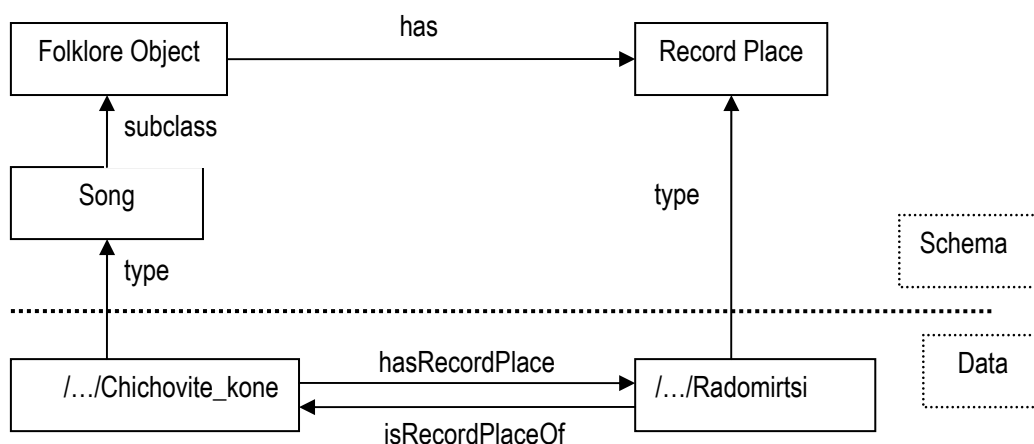 has
Folklore Object
Record Place
subclass
Song
type
type
Schema
Data
/…/Chichovite_kone
hasRecordPlace
/…/Radomirtsi
isRecordPlaceOf